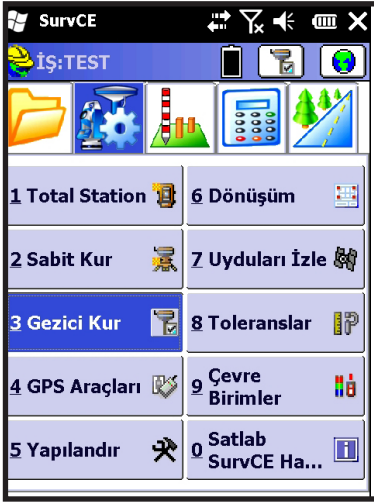 SurvCE
İŞ:TEST
1 Total Station
6 Dönüşüm
2 Sabit Kur
7 Uyduları İzle
3 Gezici Kur
8 Toleranslar
4 GPS Araçları
9 Çevre
Birimler
5 Yapılandır
0 Satlab
SurvCE Ha...